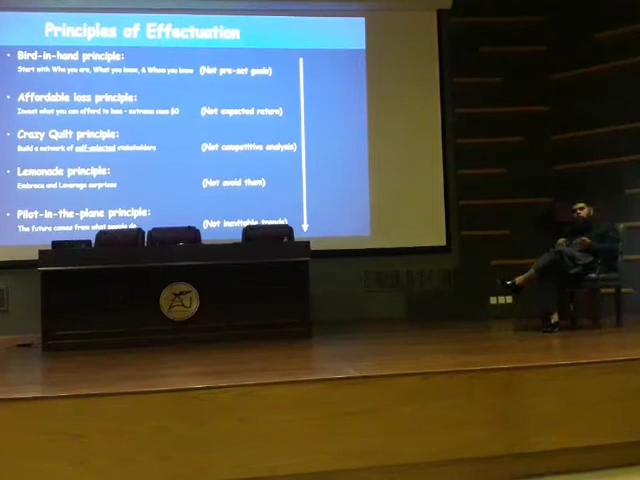 Principles of Effectuation
• Bird-in-hand principle:
Start with Who you are, What you know, & Whom you know (Not pre-set goals)
• Affordable loss principle:
Invest what you can afford to lose - extreme case $0 (Not expected return)
• Crazy Quilt principle:
Build a network of self-selected stakeholders (Not competitive analysis)
• Lemonade principle:
Embrace and Leverage surprises (Not avoid them)
• Pilot-in-the-plane principle:
The future comes from what people do (Not inevitable trends)
AU